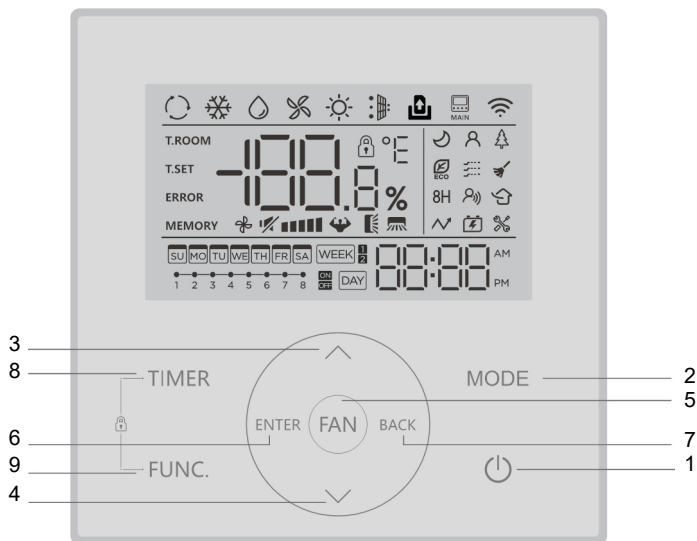 MAIN
T.ROOM
T.SET
ERROR
MEMORY
188.8 °E
%
ECO
8H
SU MO TU WE TH FR SA WEEK 1 2
1 2 3 4 5 6 7 8 ON OFF DAY
88:88 AM PM
3
8 TIMER
MODE 2
5
6 ENTER FAN BACK 7
9 FUNC. 1
4